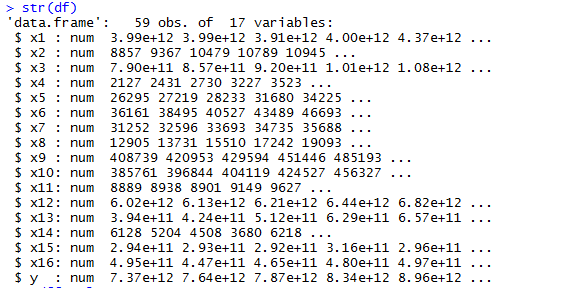 > str(df)
'data.frame':   59 obs. of  17 variables:
 $ x1 : num  3.99e+12 3.99e+12 3.91e+12 4.00e+12 4.37e+12 ...
 $ x2 : num  8857 9367 10479 10789 10945 ...
 $ x3 : num  7.90e+11 8.57e+11 9.20e+11 1.01e+12 1.08e+12 ...
 $ x4 : num  2127 2431 2730 3227 3523 ...
 $ x5 : num  26295 27219 28233 31680 34225 ...
 $ x6 : num  36161 38495 40527 43489 46693 ...
 $ x7 : num  31252 32596 33693 34735 35688 ...
 $ x8 : num  12905 13731 15510 17242 19093 ...
 $ x9 : num  408739 420953 429594 451446 485193 ...
 $ x10: num  385761 396844 404119 424527 456327 ...
 $ x11: num  8889 8938 8901 9149 9627 ...
 $ x12: num  6.02e+12 6.13e+12 6.21e+12 6.44e+12 6.82e+12 ...
 $ x13: num  3.94e+11 4.24e+11 5.12e+11 6.29e+11 6.57e+11 ...
 $ x14: num  6128 5204 4508 3680 6218 ...
 $ x15: num  2.94e+11 2.93e+11 2.92e+11 3.16e+11 2.96e+11 ...
 $ x16: num  4.95e+11 4.47e+11 4.65e+11 4.80e+11 4.97e+11 ...
 $ y  : num  7.37e+12 7.64e+12 7.87e+12 8.34e+12 8.96e+12 ...